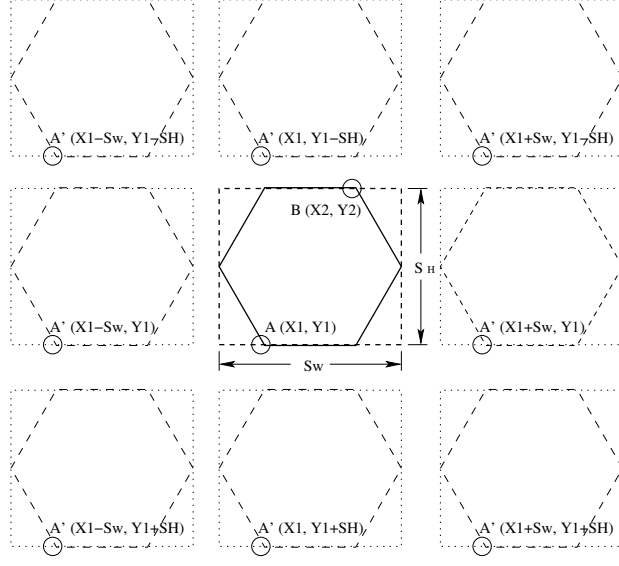 A' (X1−Sw, Y1−SH)
A' (X1, Y1−SH)
A' (X1+Sw, Y1−SH)
B (X2, Y2)
S H
A' (X1−Sw, Y1)
A (X1, Y1)
A' (X1+Sw, Y1)
Sw
A' (X1−Sw, Y1+SH)
A' (X1, Y1+SH)
A' (X1+Sw, Y1+SH)